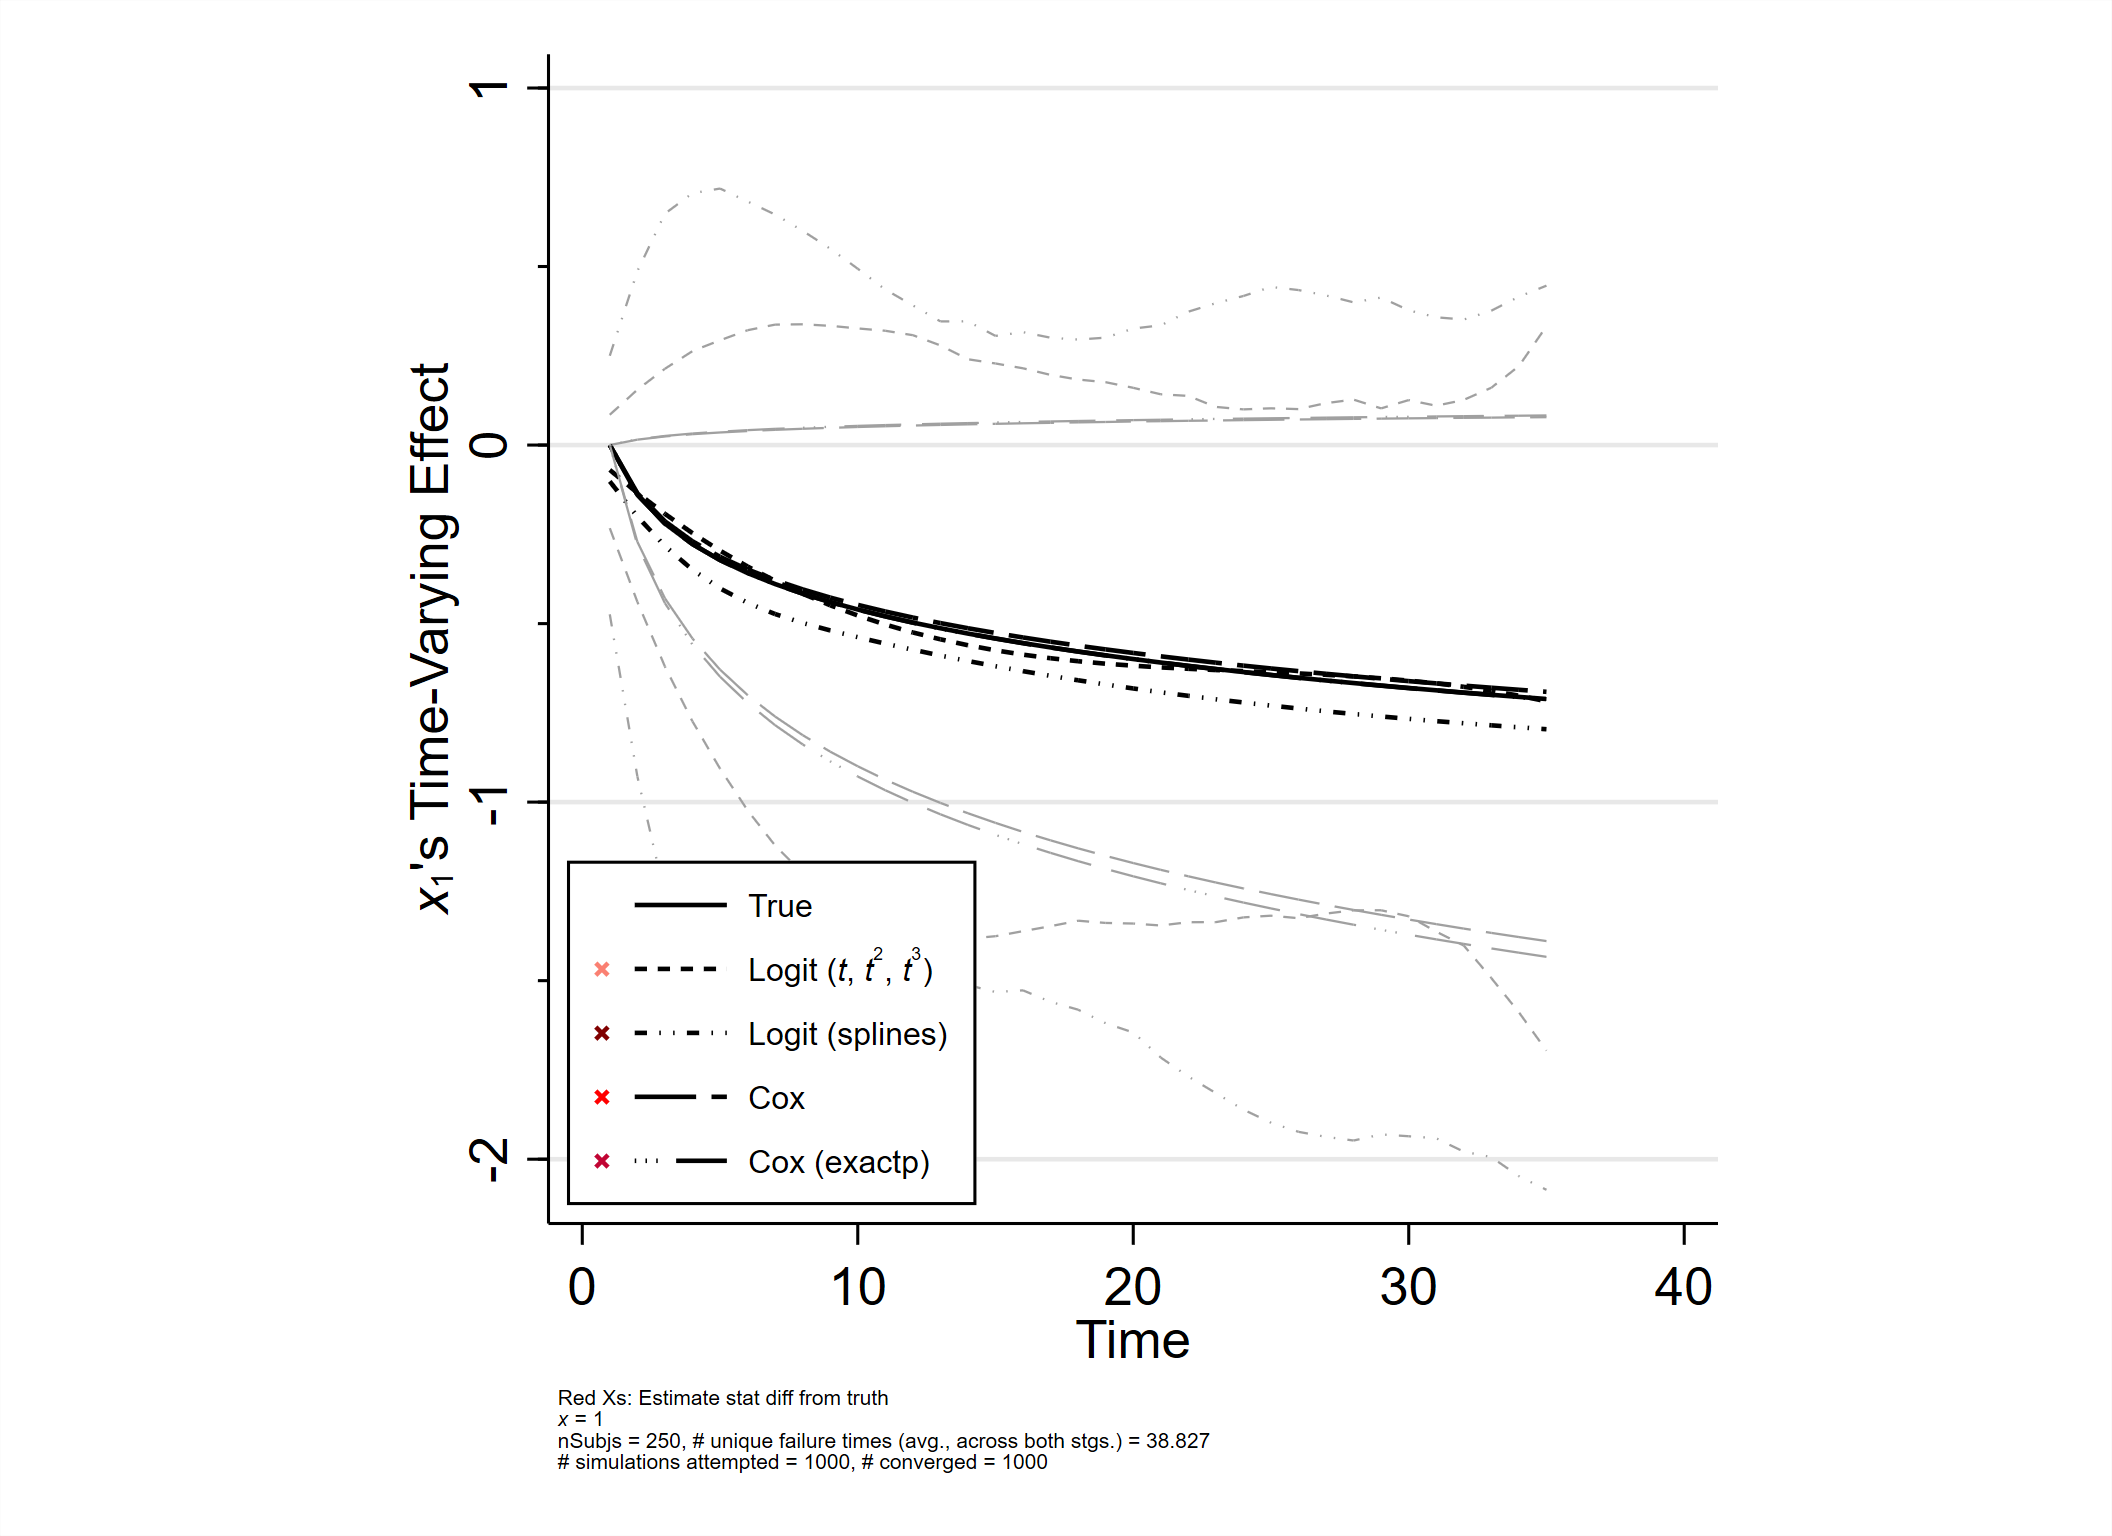 1
0
-1
-2
x₁'s Time-Varying Effect
True
Logit (t, t², t³)
Logit (splines)
Cox
Cox (exactp)
0 10 20 30 40
Time
Red Xs: Estimate stat diff from truth
x = 1
nSubjs = 250, # unique failure times (avg., across both stgs.) = 38.827
# simulations attempted = 1000, # converged = 1000